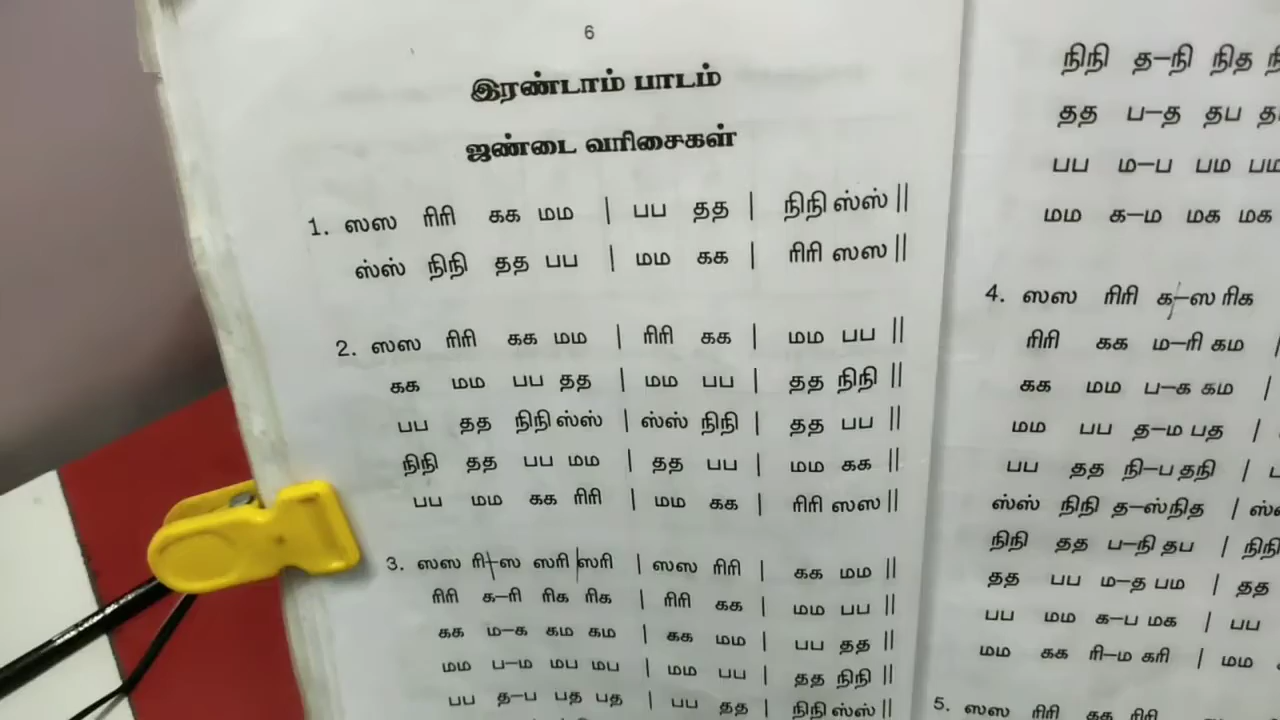 6
இரண்டாம் பாடம்
ஜண்டை வரிசைகள்
1. ஸஸ ரிரி கக மம | பப தத | நிநி ஸ்ஸ் ||
ஸ்ஸ் நிநி தத பப | மம கக | ரிரி ஸஸ ||
2. ஸஸ ரிரி கக மம | ரிரி கக | மம பப ||
கக மம பப தத | மம பப | தத நிநி ||
பப தத நிநி ஸ்ஸ் | ஸ்ஸ் நிநி | தத பப ||
நிநி தத பப மம | தத பப | மம கக ||
பப மம கக ரிரி | மம கக | ரிரி ஸஸ ||
3. ஸஸ ரி–ஸ ஸரி ஸரி | ஸஸ ரிரி | கக மம ||
ரிரி க–ரி ரிக ரிக | ரிரி கக | மம பப ||
கக ம–க கம கம | கக மம | பப தத ||
மம ப–ம மப மப | மம பப | தத நிநி ||
பப த–ப பத பத | பப தத | நிநி ஸ்ஸ் ||
நிநி த–நி நித
தத ப–த தப
பப ம–ப பம பம
மம க–ம மக மக
4. ஸஸ ரிரி க–ஸ ரிக
ரிரி கக ம–ரி கம |
கக மம ப–க கம |
மம பப த–ம பத |
பப தத நி–ப தநி |
ஸ்ஸ் நிநி த–ஸ்நித |
நிநி தத ப–நி தப | நிநி
தத பப ம–த பம | தத
பப மம க–ப மக | பப
மம கக ரி–ம கரி | மம
5. ஸஸ ரிரி கக ரிரி